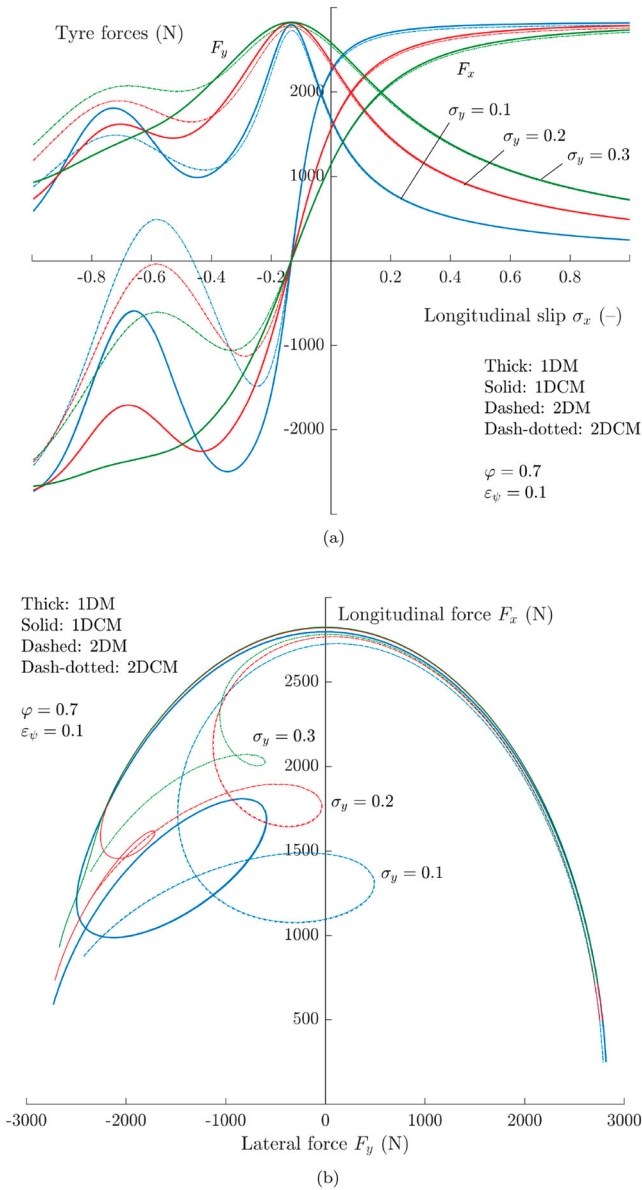 Tyre forces (N)
F_y
F_x
2000
1000
-1000
-2000
σ_y = 0.1
σ_y = 0.2
σ_y = 0.3
-0.8
-0.6
-0.4
-0.2
0.2
0.4
0.6
0.8
Longitudinal slip σ_x (–)
Thick: 1DM
Solid: 1DCM
Dashed: 2DM
Dash-dotted: 2DCM
φ = 0.7
ε_ψ = 0.1
(a)
Thick: 1DM
Solid: 1DCM
Dashed: 2DM
Dash-dotted: 2DCM
φ = 0.7
ε_ψ = 0.1
Longitudinal force F_x (N)
2500
2000
1500
1000
500
σ_y = 0.3
σ_y = 0.2
σ_y = 0.1
-3000
-2000
-1000
0
1000
2000
3000
Lateral force F_y (N)
(b)